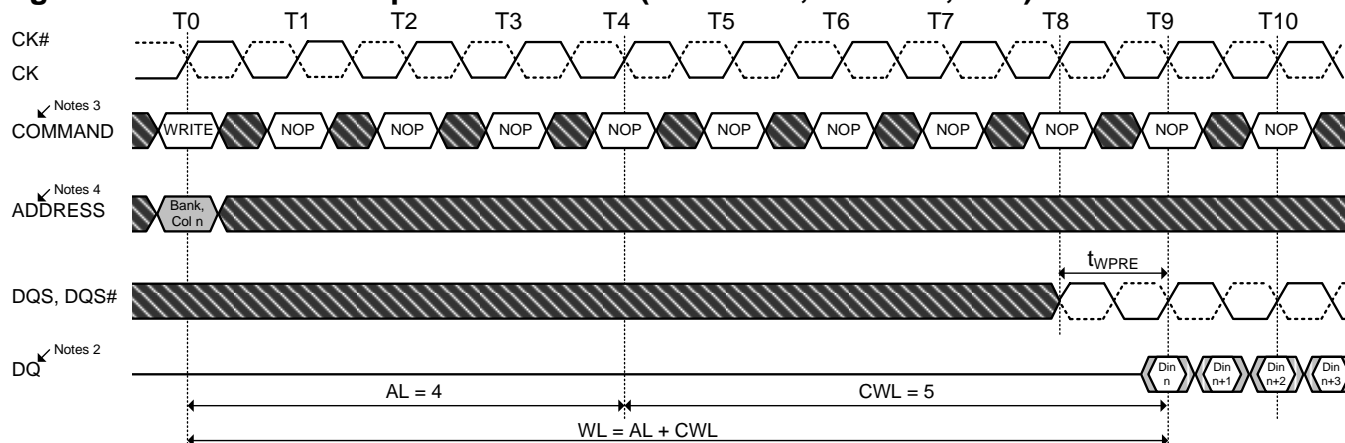 T0 T1 T2 T3 T4 T5 T6 T7 T8 T9 T10
CK#
CK
Notes 3
COMMAND
WRITE NOP NOP NOP NOP NOP NOP NOP NOP NOP NOP
Notes 4
ADDRESS
Bank,
Col n
tWPRE
DQS, DQS#
Notes 2
DQ
Din
n
Din
n+1
Din
n+2
Din
n+3
AL = 4
CWL = 5
WL = AL + CWL